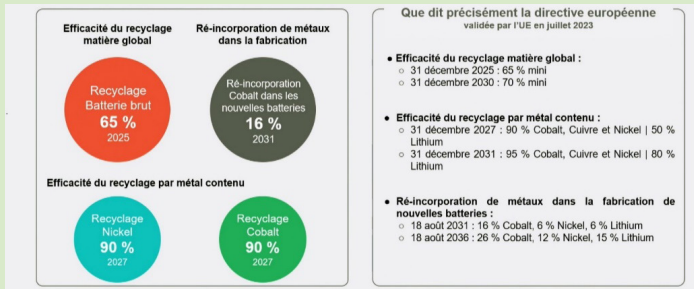 Efficacité du recyclage
matière global
Ré-incorporation de métaux
dans la fabrication
Recyclage
Batterie brut
65 %
2025
Ré-incorporation
Cobalt dans les
nouvelles batteries
16 %
2031
Efficacité du recyclage par métal contenu
Recyclage
Nickel
90 %
2027
Recyclage
Cobalt
90 %
2027
Que dit précisément la directive européenne
validée par l'UE en juillet 2023
• Efficacité du recyclage matière global :
○ 31 décembre 2025 : 65 % mini
○ 31 décembre 2030 : 70 % mini
• Efficacité du recyclage par métal contenu :
○ 31 décembre 2027 : 90 % Cobalt, Cuivre et Nickel | 50 %
Lithium
○ 31 décembre 2031 : 95 % Cobalt, Cuivre et Nickel | 80 %
Lithium
• Ré-incorporation de métaux dans la fabrication de
nouvelles batteries :
○ 18 août 2031 : 16 % Cobalt, 6 % Nickel, 6 % Lithium
○ 18 août 2036 : 26 % Cobalt, 12 % Nickel, 15 % Lithium